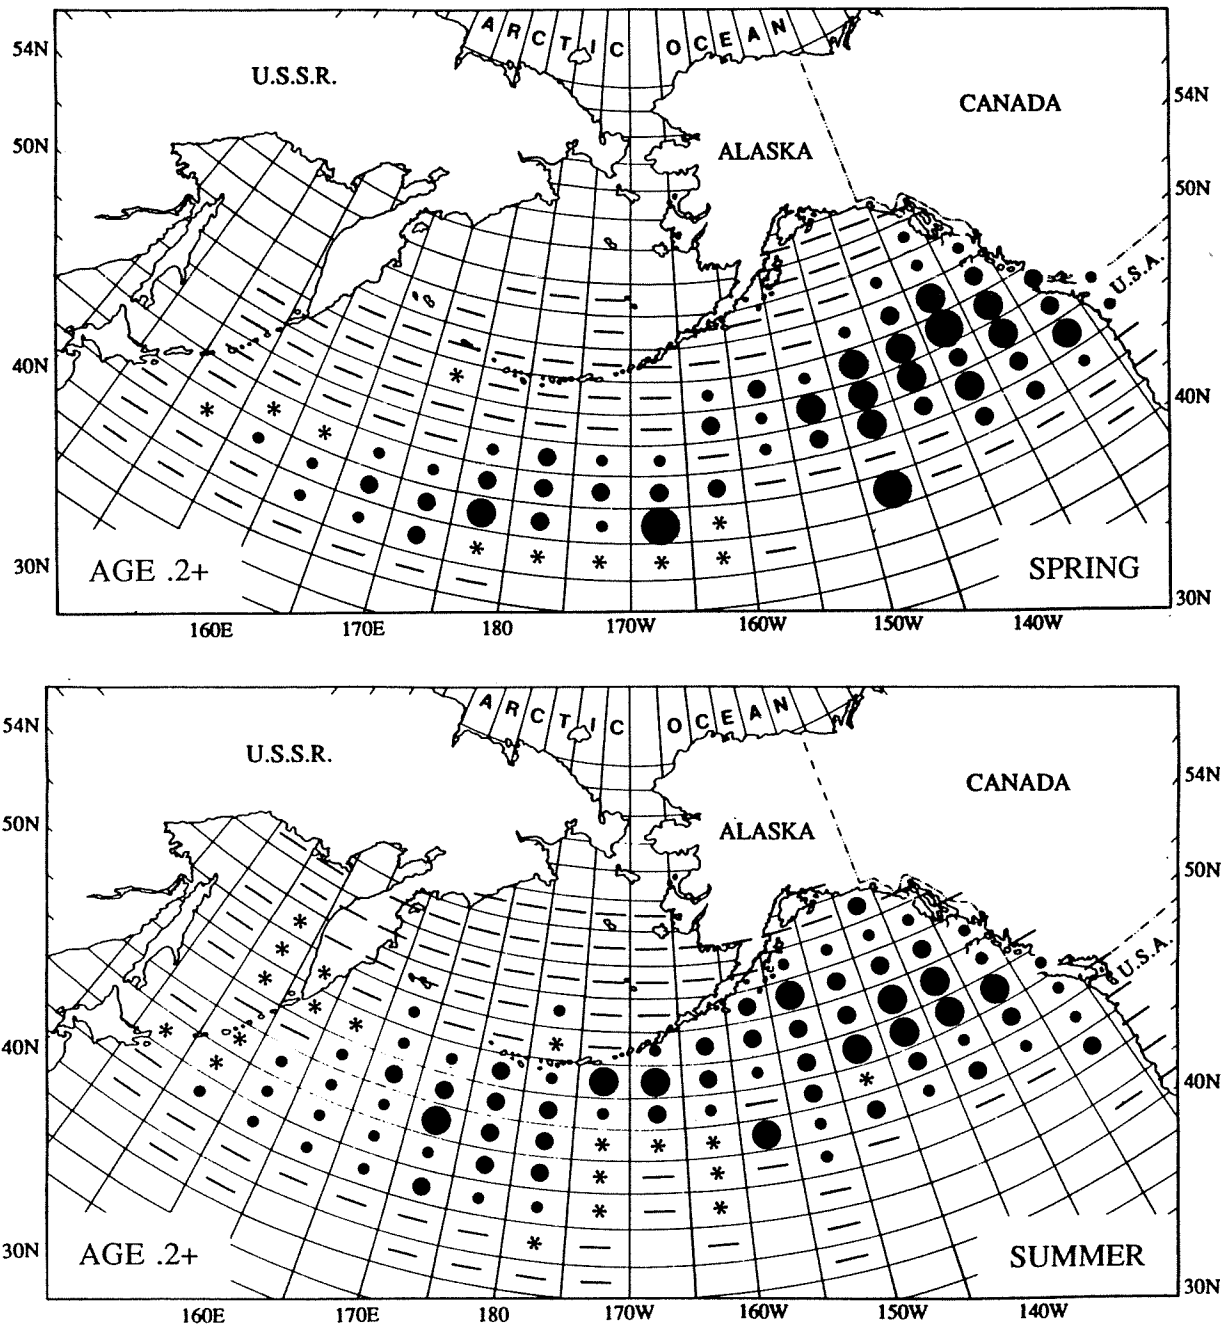 ARCTIC OCEAN
54N
U.S.S.R.
CANADA
54N
50N
ALASKA
50N
U.S.A.
40N
40N
30N
AGE .2+
SPRING
30N
160E 170E 180 170W 160W 150W 140W
ARCTIC OCEAN
54N
U.S.S.R.
CANADA
54N
50N
ALASKA
50N
U.S.A.
40N
40N
30N
AGE .2+
SUMMER
30N
160E 170E 180 170W 160W 150W 140W